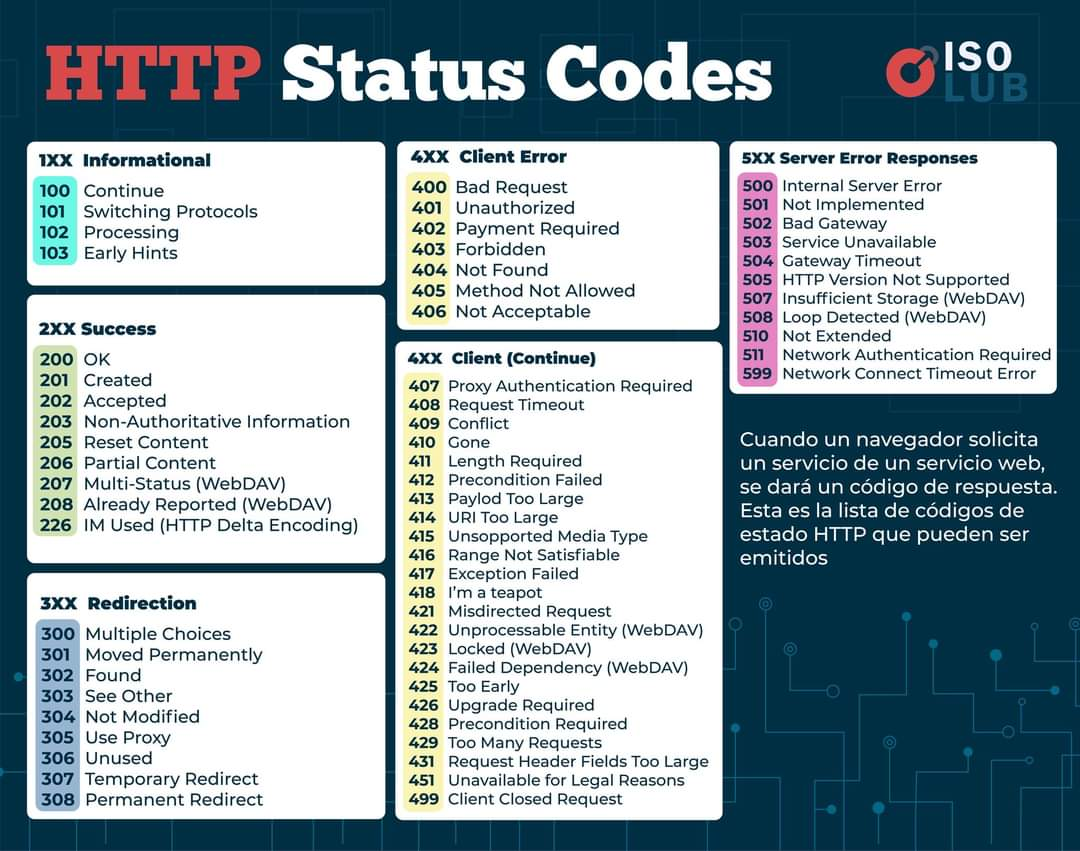 HTTP Status Codes
ISO
LUB
1XX Informational
100 Continue
101 Switching Protocols
102 Processing
103 Early Hints
2XX Success
200 OK
201 Created
202 Accepted
203 Non-Authoritative Information
205 Reset Content
206 Partial Content
207 Multi-Status (WebDAV)
208 Already Reported (WebDAV)
226 IM Used (HTTP Delta Encoding)
3XX Redirection
300 Multiple Choices
301 Moved Permanently
302 Found
303 See Other
304 Not Modified
305 Use Proxy
306 Unused
307 Temporary Redirect
308 Permanent Redirect
4XX Client Error
400 Bad Request
401 Unauthorized
402 Payment Required
403 Forbidden
404 Not Found
405 Method Not Allowed
406 Not Acceptable
4XX Client (Continue)
407 Proxy Authentication Required
408 Request Timeout
409 Conflict
410 Gone
411 Length Required
412 Precondition Failed
413 Paylod Too Large
414 URI Too Large
415 Unsopported Media Type
416 Range Not Satisfiable
417 Exception Failed
418 I'm a teapot
421 Misdirected Request
422 Unprocessable Entity (WebDAV)
423 Locked (WebDAV)
424 Failed Dependency (WebDAV)
425 Too Early
426 Upgrade Required
428 Precondition Required
429 Too Many Requests
431 Request Header Fields Too Large
451 Unavailable for Legal Reasons
499 Client Closed Request
5XX Server Error Responses
500 Internal Server Error
501 Not Implemented
502 Bad Gateway
503 Service Unavailable
504 Gateway Timeout
505 HTTP Version Not Supported
507 Insufficient Storage (WebDAV)
508 Loop Detected (WebDAV)
510 Not Extended
511 Network Authentication Required
599 Network Connect Timeout Error
Cuando un navegador solicita
un servicio de un servicio web,
se dará un código de respuesta.
Esta es la lista de códigos de
estado HTTP que pueden ser
emitidos